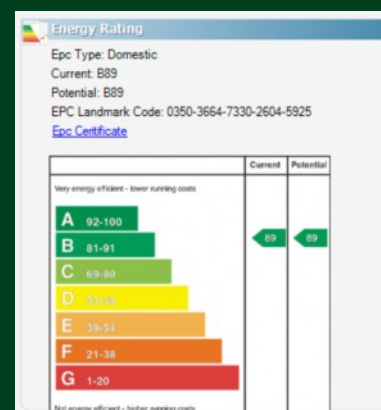 Energy Rating
Epc Type: Domestic
Current: B89
Potential: B89
EPC Landmark Code: 0350-3664-7330-2604-5925
Epc Certificate
Current Potential
Very energy efficient - lower running costs
A 92-100
B 81-91
89 89
C 69-80
D 55-68
E 39-54
F 21-38
G 1-20
Not energy efficient - higher running costs